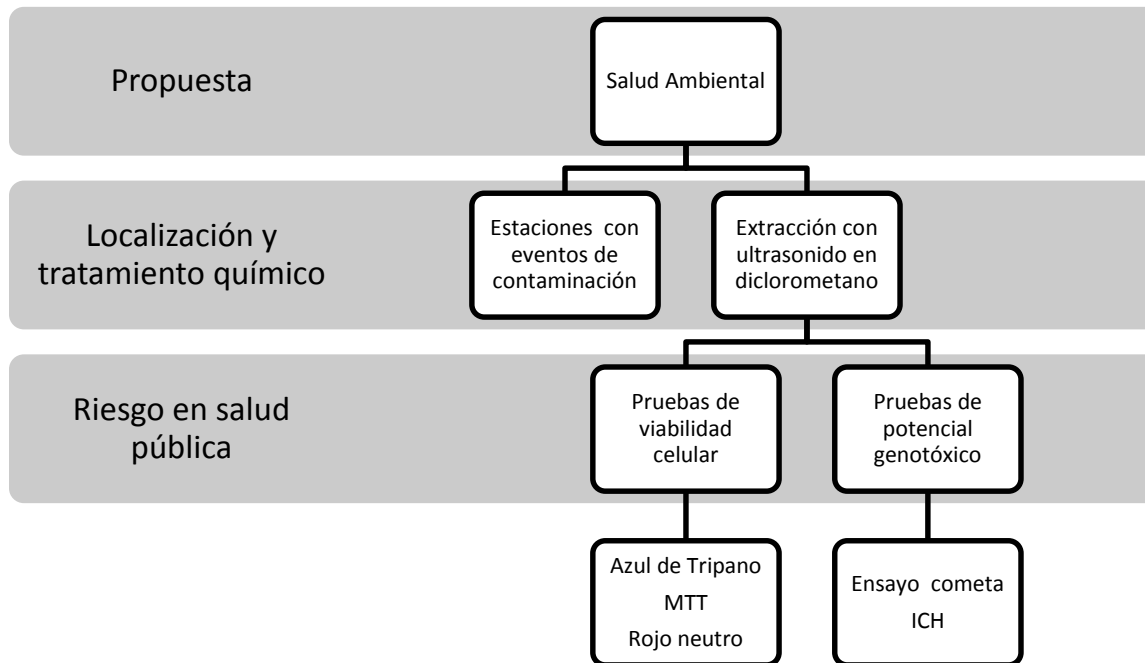 Propuesta
Salud Ambiental
Localización y
tratamiento químico
Estaciones con
eventos de
contaminación
Extracción con
ultrasonido en
diclorometano
Riesgo en salud
pública
Pruebas de
viabilidad
celular
Pruebas de
potencial
genotóxico
Azul de Tripano
MTT
Rojo neutro
Ensayo cometa
ICH